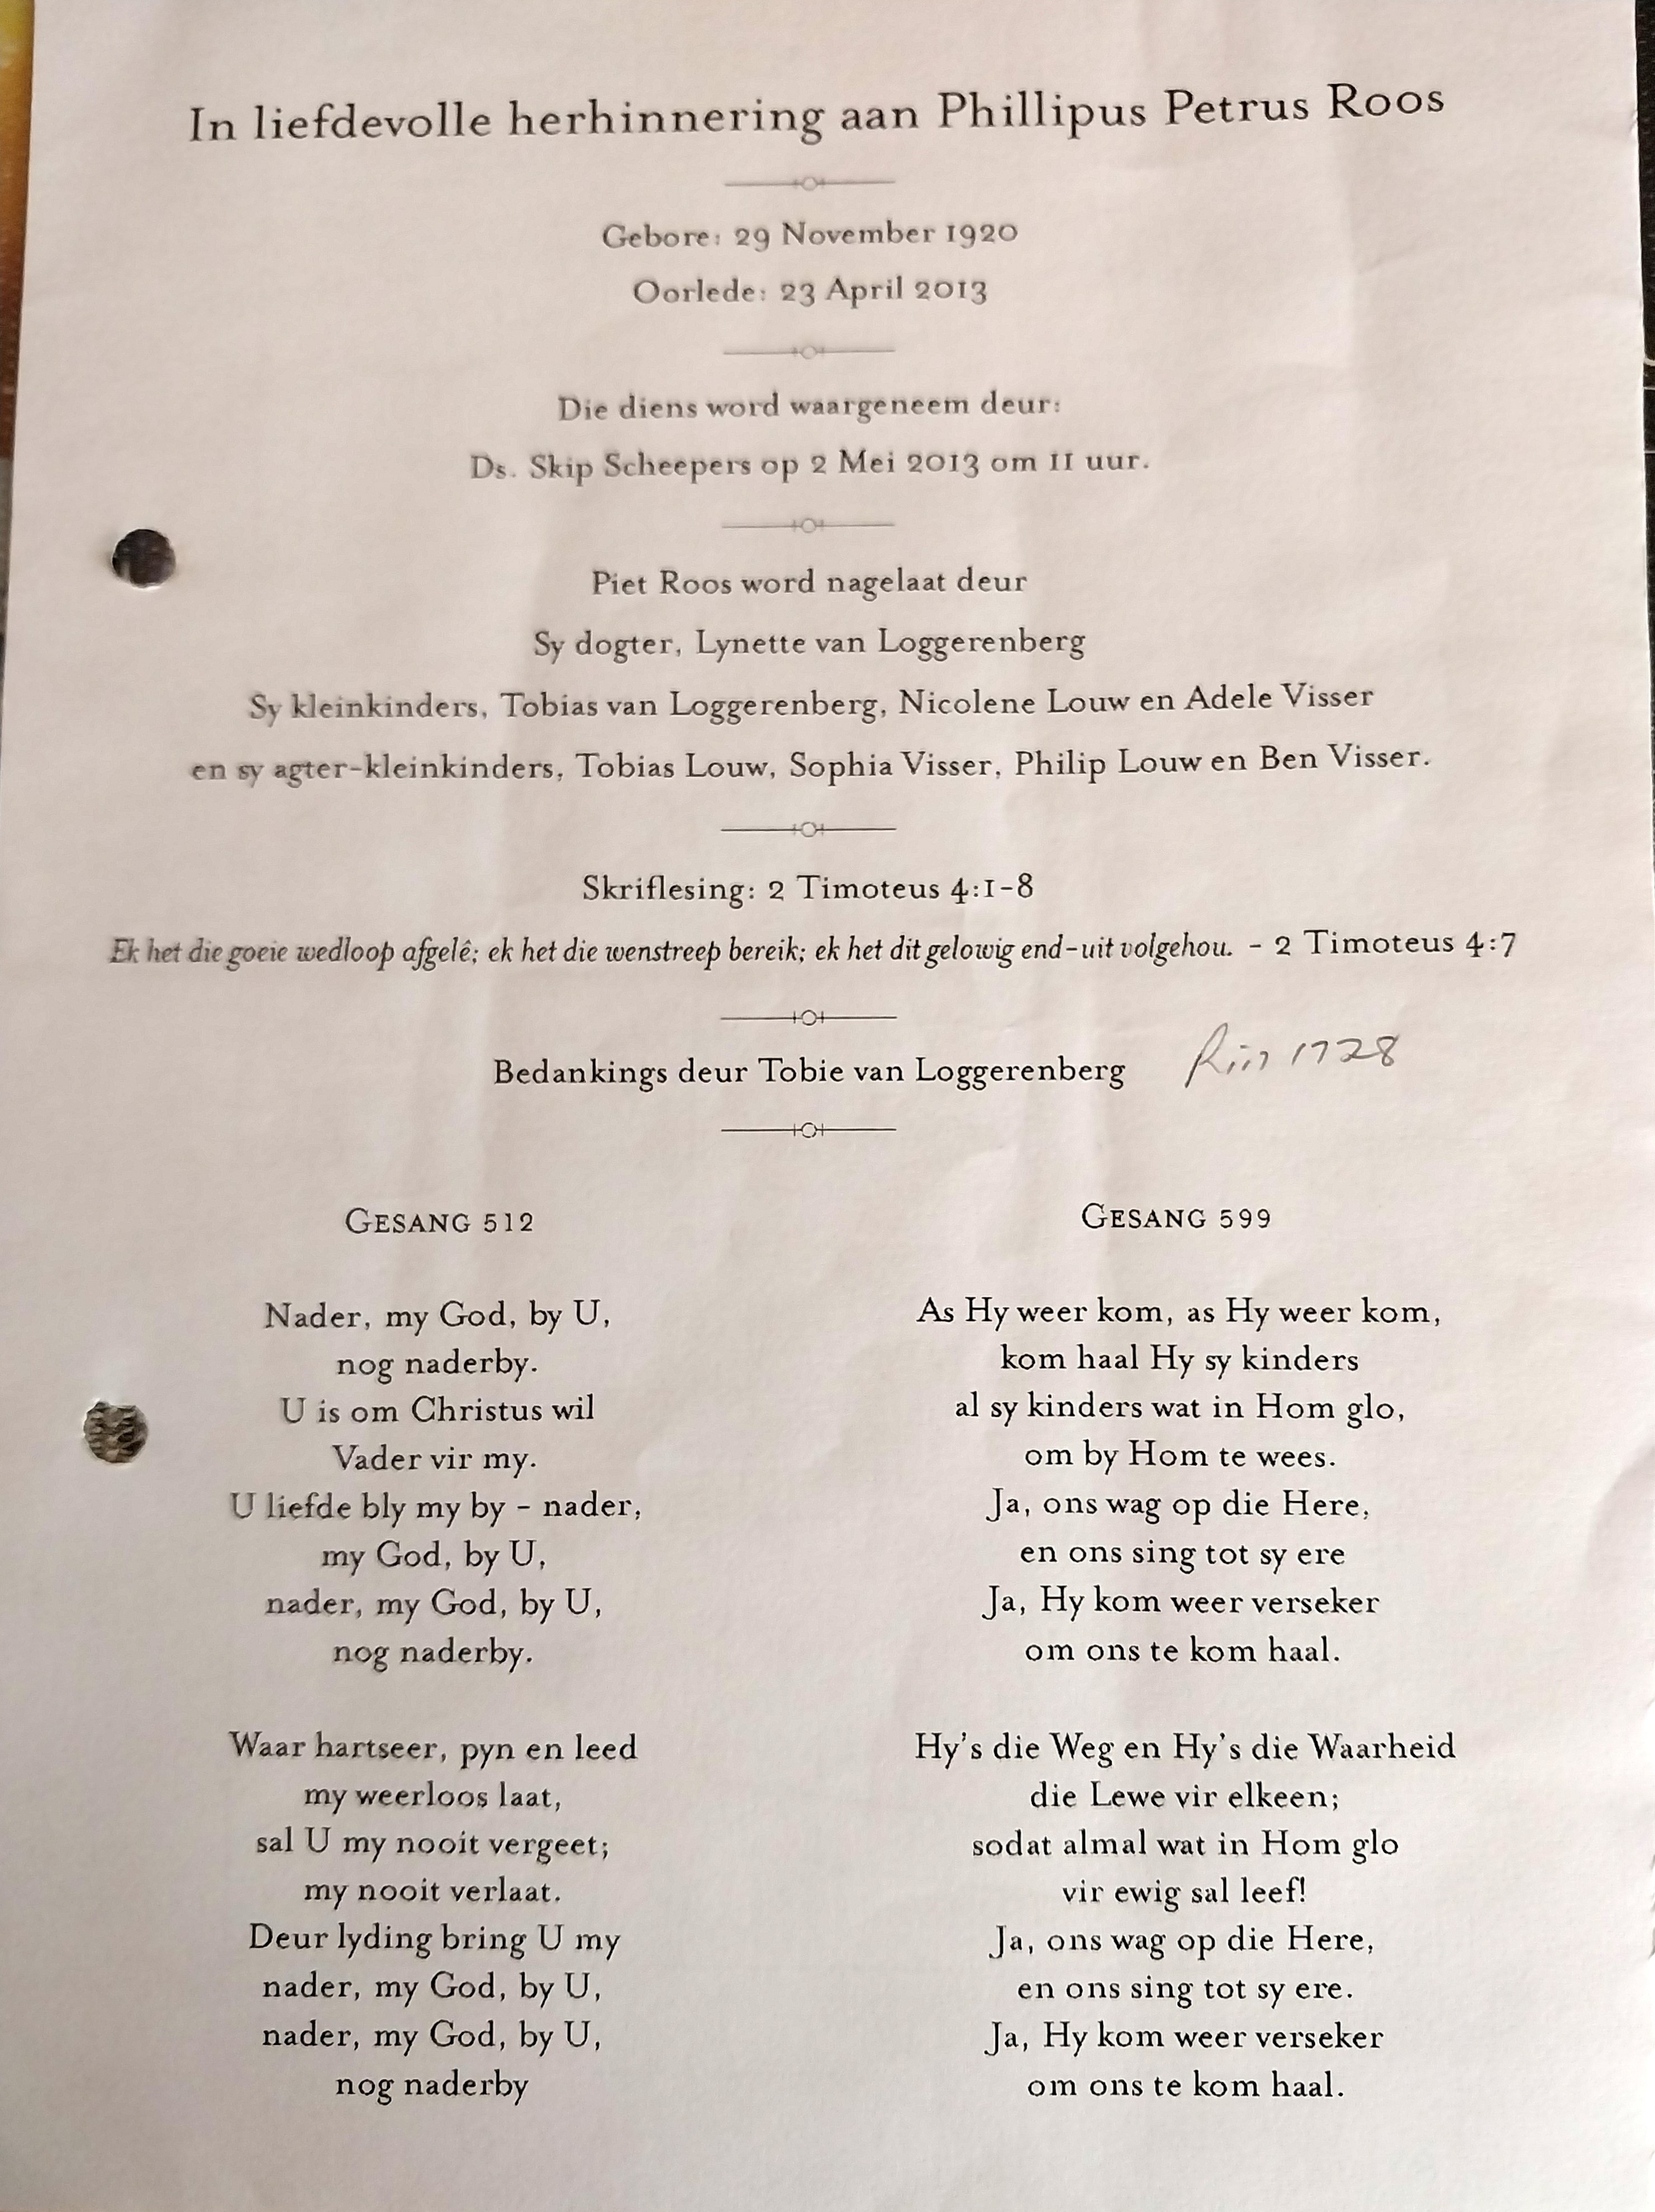 In liefdevolle herhinnering aan Phillipus Petrus Roos
Gebore: 29 November 1920
Oorlede: 23 April 2013
Die diens word waargeneem deur:
Ds. Skip Scheepers op 2 Mei 2013 om 11 uur.
Piet Roos word nagelaat deur
Sy dogter, Lynette van Loggerenberg
Sy kleinkinders, Tobias van Loggerenberg, Nicolene Louw en Adele Visser
en sy agter-kleinkinders, Tobias Louw, Sophia Visser, Philip Louw en Ben Visser.
Skriflesing: 2 Timoteus 4:1-8
Ek het die goeie wedloop afgelê; ek het die wenstreep bereik; ek het dit gelowig end-uit volgehou. - 2 Timoteus 4:7
Bedankings deur Tobie van Loggerenberg
1728
GESANG 512
Nader, my God, by U,
nog naderby.
U is om Christus wil
Vader vir my.
U liefde bly my by - nader,
my God, by U,
nader, my God, by U,
nog naderby.
Waar hartseer, pyn en leed
my weerloos laat,
sal U my nooit vergeet;
my nooit verlaat.
Deur lyding bring U my
nader, my God, by U,
nader, my God, by U,
nog naderby
GESANG 599
As Hy weer kom, as Hy weer kom,
kom haal Hy sy kinders
al sy kinders wat in Hom glo,
om by Hom te wees.
Ja, ons wag op die Here,
en ons sing tot sy ere
Ja, Hy kom weer verseker
om ons te kom haal.
Hy's die Weg en Hy's die Waarheid
die Lewe vir elkeen;
sodat almal wat in Hom glo
vir ewig sal leef!
Ja, ons wag op die Here,
en ons sing tot sy ere.
Ja, Hy kom weer verseker
om ons te kom haal.